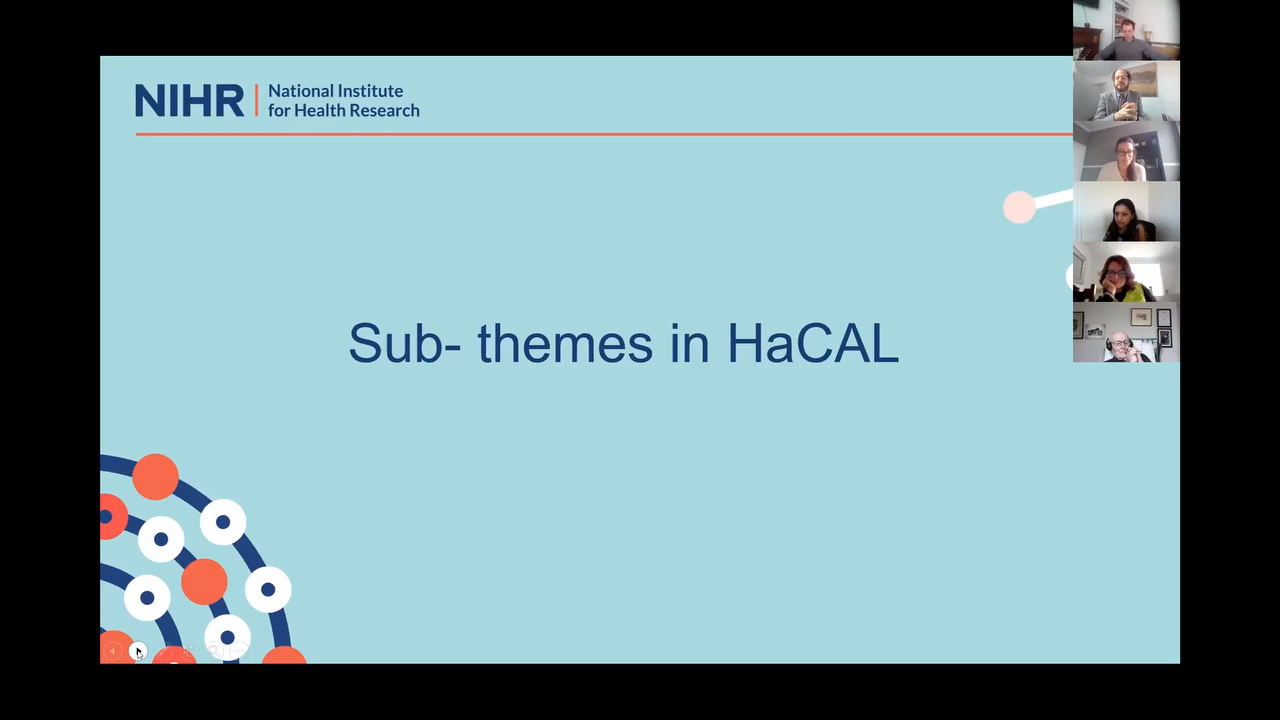 NIHR
National Institute
for Health Research
Sub- themes in HaCAL